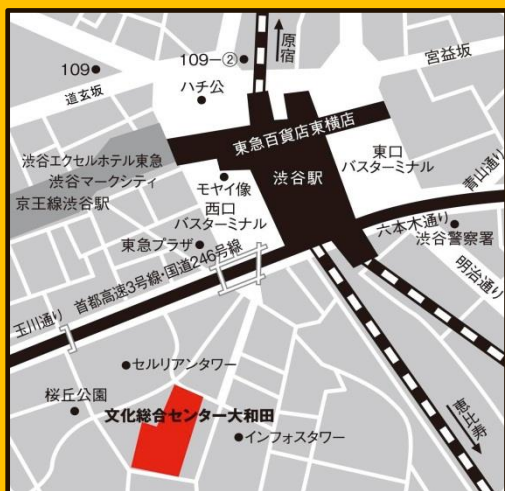 原宿
宮益坂
109-②
109
道玄坂
ハチ公
東急百貨店東横店
渋谷エクセルホテル東急
渋谷マークシティ
京王線渋谷駅
渋谷駅
東口
バスターミナル
モヤイ像
西口
バスターミナル
青山通り
六本木通り
渋谷警察署
東急プラザ
明治通り
首都高速3号線・国道246号線
玉川通り
セルリアンタワー
桜丘公園
文化総合センター大和田
インフォスタワー
恵比寿